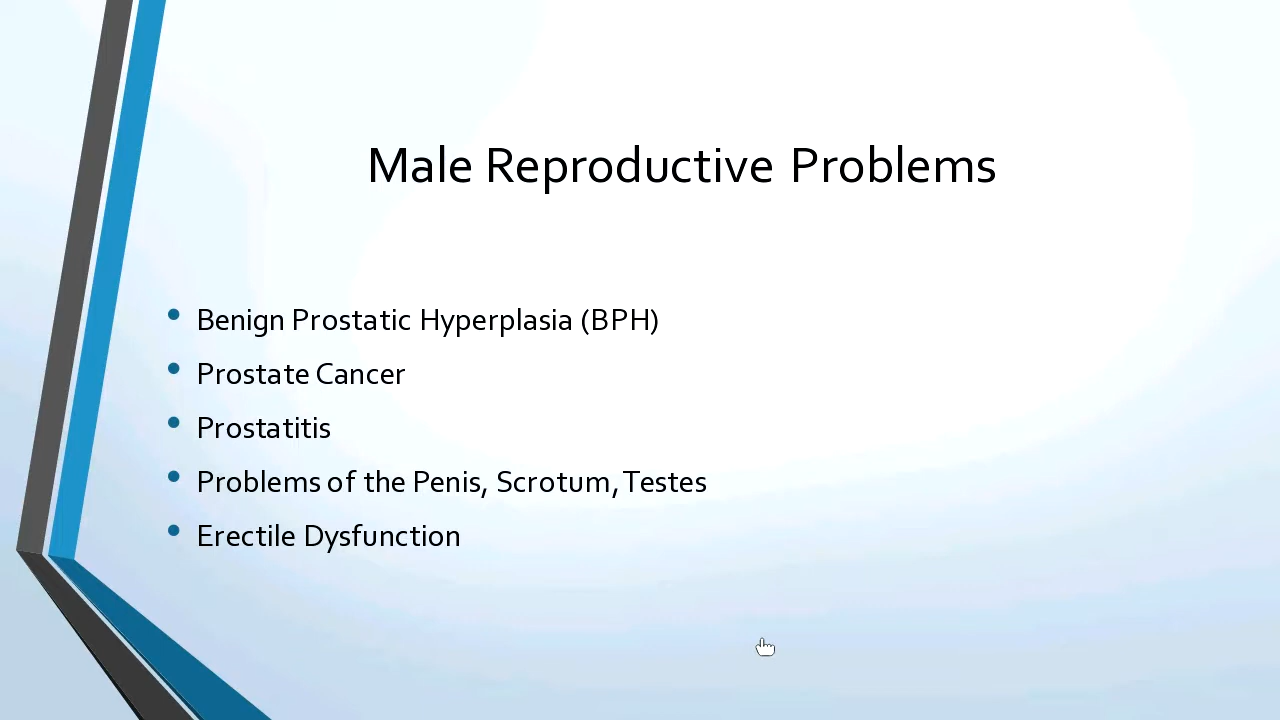 Male Reproductive Problems
• Benign Prostatic Hyperplasia (BPH)
• Prostate Cancer
• Prostatitis
• Problems of the Penis, Scrotum, Testes
• Erectile Dysfunction